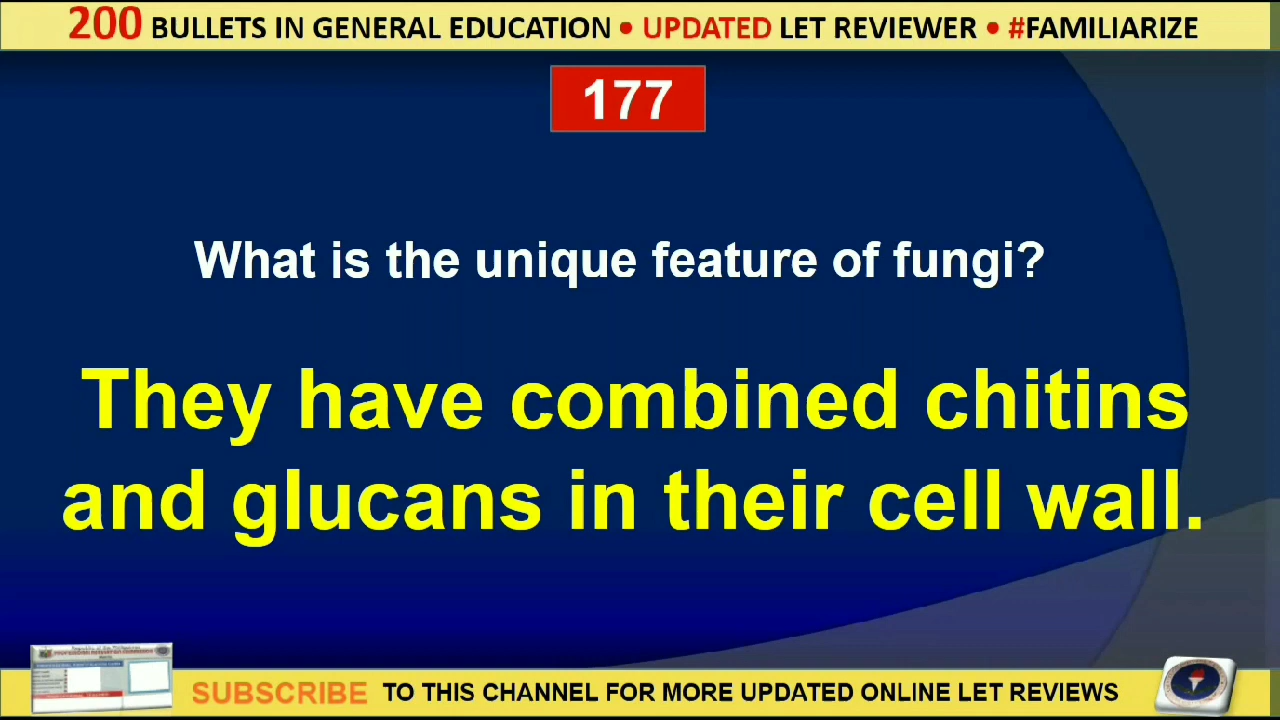 200 BULLETS IN GENERAL EDUCATION • UPDATED LET REVIEWER • #FAMILIARIZE
177
What is the unique feature of fungi?
They have combined chitins
and glucans in their cell wall.
SUBSCRIBE TO THIS CHANNEL FOR MORE UPDATED ONLINE LET REVIEWS